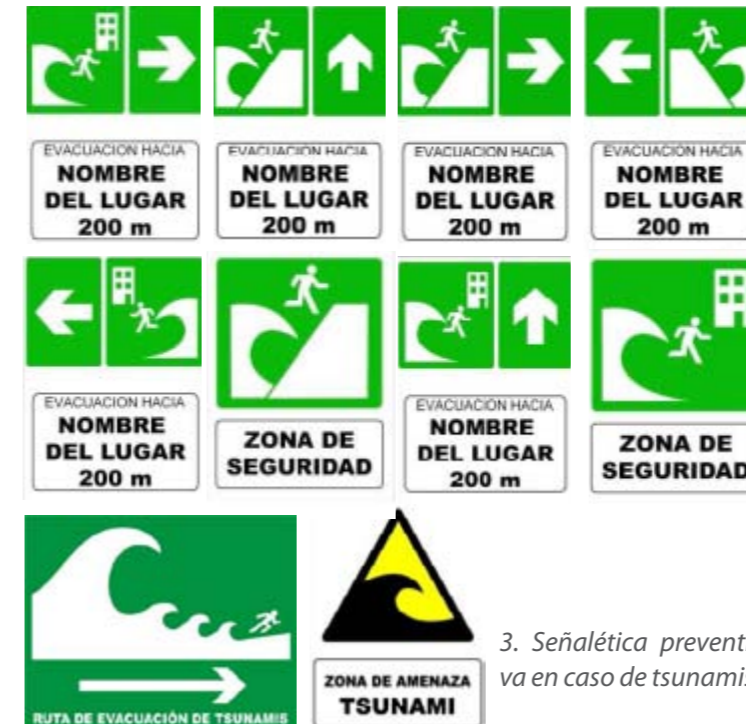 EVACUACION HACIA
NOMBRE
DEL LUGAR
200 m
EVACUACION HACIA
NOMBRE
DEL LUGAR
200 m
EVACUACION HACIA
NOMBRE
DEL LUGAR
200 m
EVACUACION HACIA
NOMBRE
DEL LUGAR
200 m
EVACUACION HACIA
NOMBRE
DEL LUGAR
200 m
ZONA DE
SEGURIDAD
EVACUACION HACIA
NOMBRE
DEL LUGAR
200 m
ZONA DE
SEGURIDAD
RUTA DE EVACUACIÓN DE TSUNAMIS
ZONA DE AMENAZA
TSUNAMI
3. Señalética preventi
va en caso de tsunamis